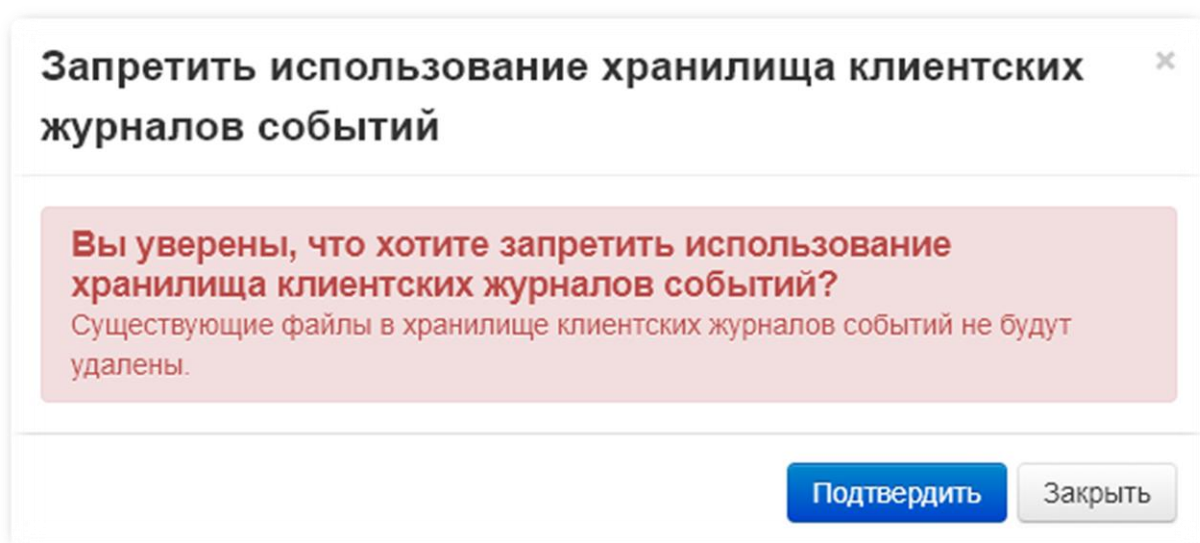 Запретить использование хранилища клиентских
журналов событий
×
Вы уверены, что хотите запретить использование
хранилища клиентских журналов событий?
Существующие файлы в хранилище клиентских журналов событий не будут
удалены.
Подтвердить
Закрыть